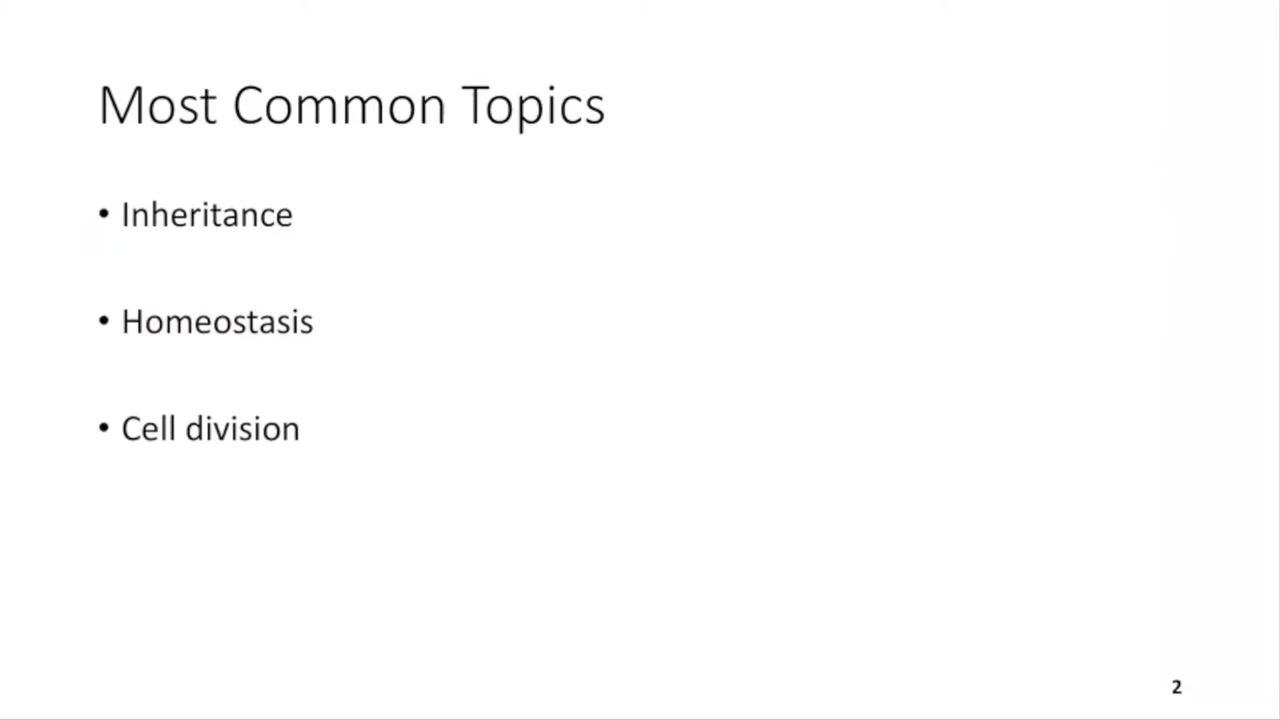 Most Common Topics
• Inheritance
• Homeostasis
• Cell division
2